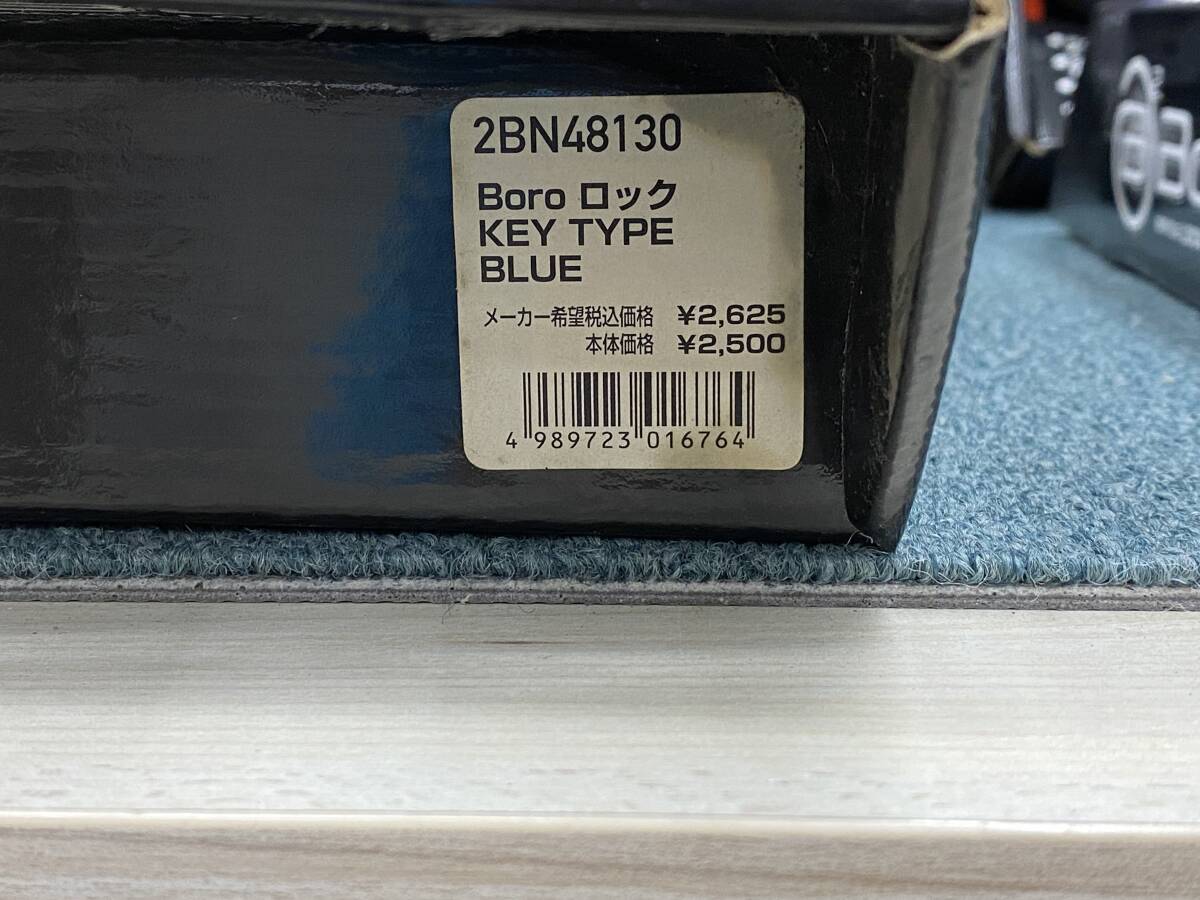 2BN48130
Boro ロック
KEY TYPE
BLUE
メーカー希望税込価格 ¥2,625
本体価格 ¥2,500
4 989723 016764